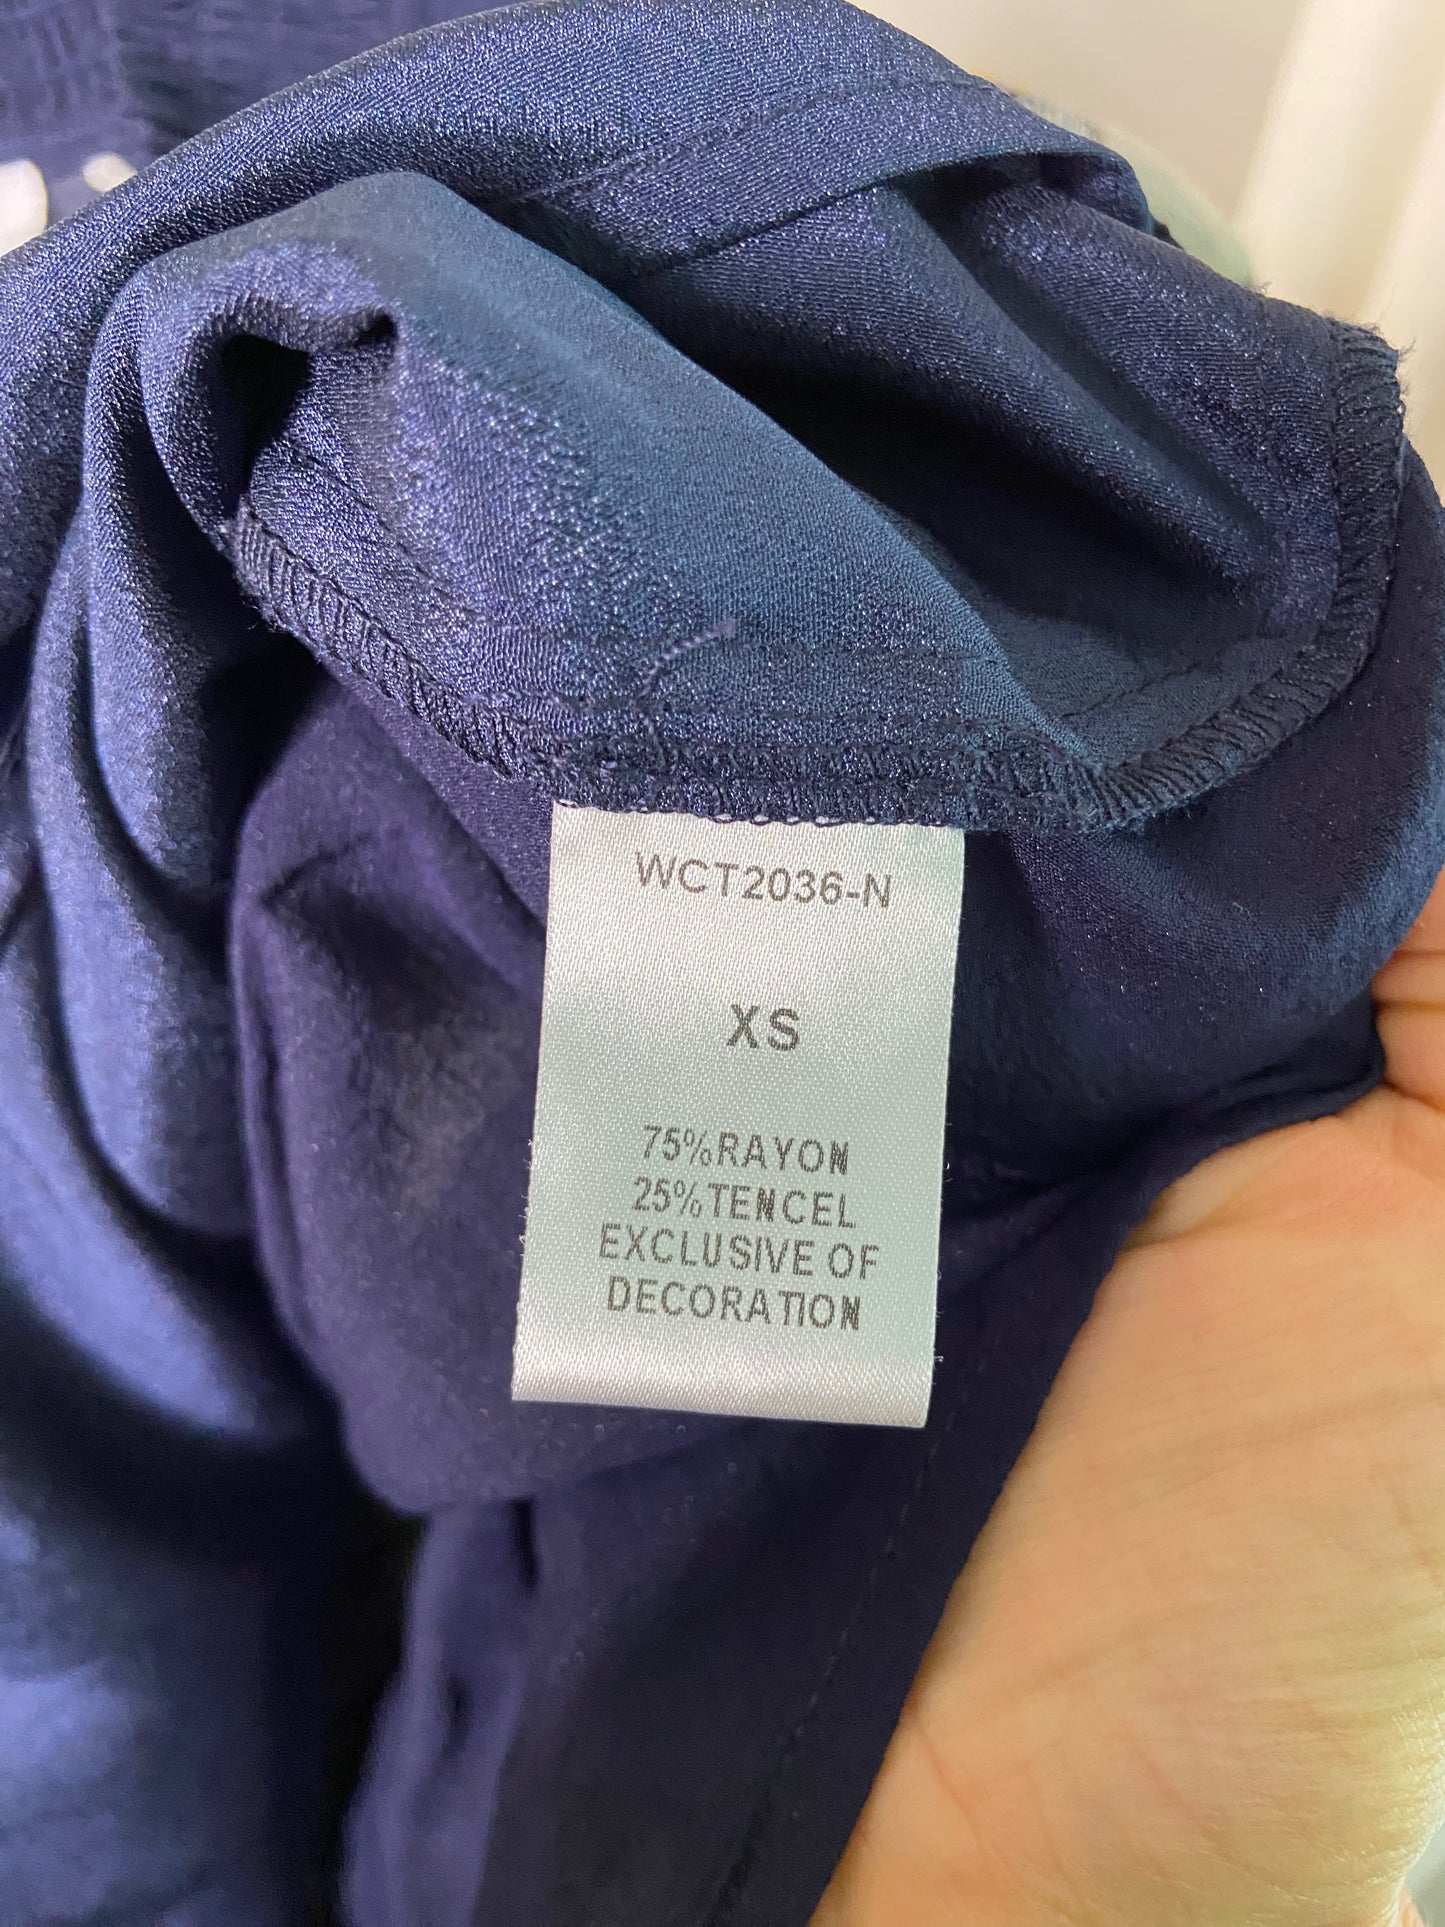 WCT2036-N
XS
75%RAYON
25%TENCEL
EXCLUSIVE OF
DECORATION